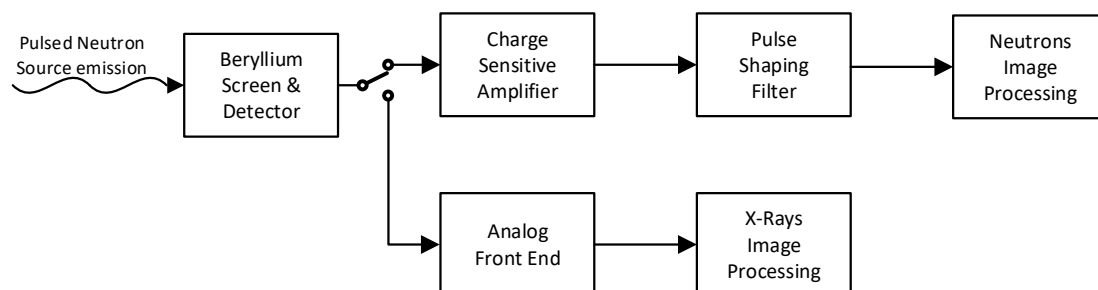 Pulsed Neutron
Source emission
Beryllium
Screen &
Detector
Charge
Sensitive
Amplifier
Pulse
Shaping
Filter
Neutrons
Image
Processing
Analog
Front End
X-Rays
Image
Processing